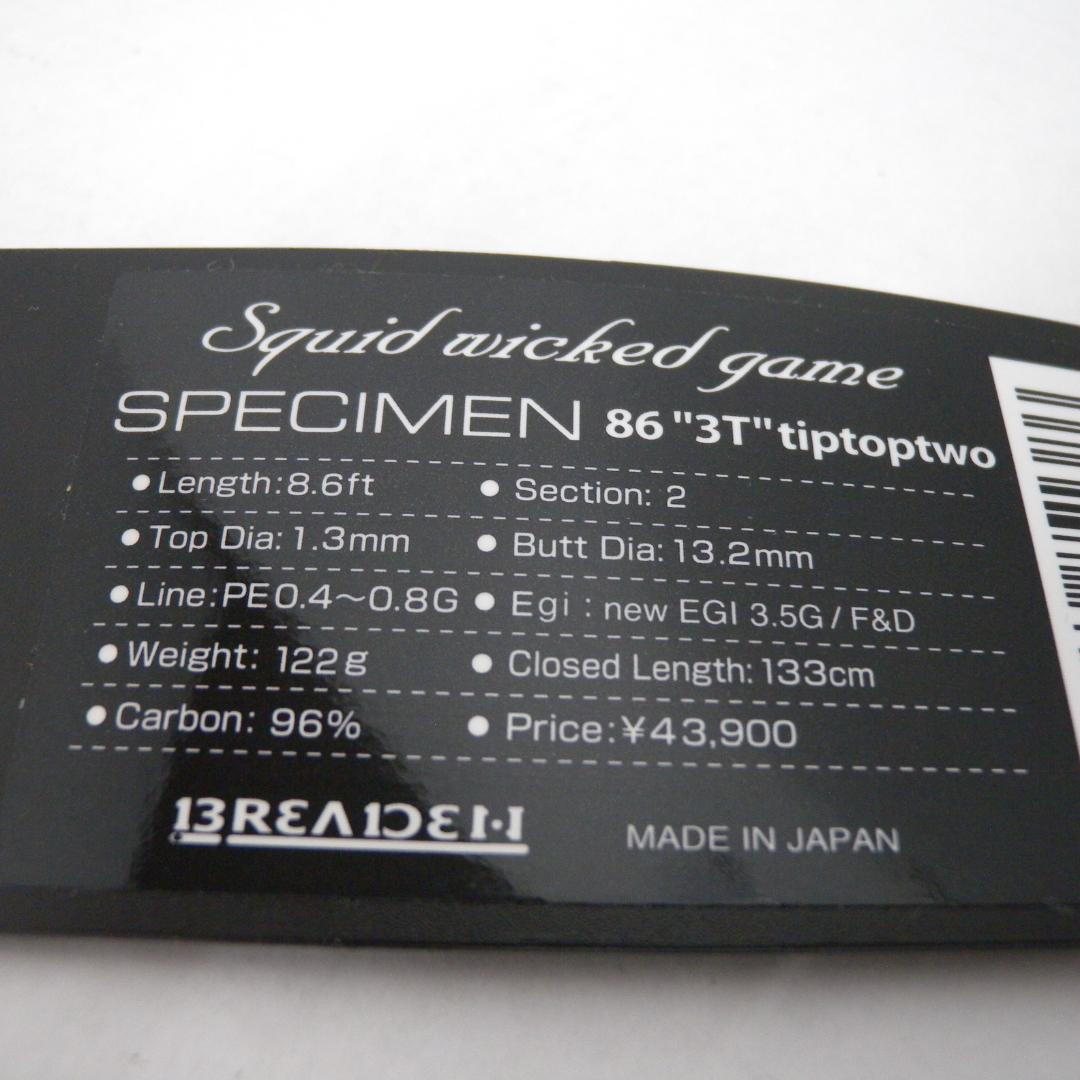 Squid wicked game
SPECIMEN 86 "3T" tiptoptwo
●Length:8.6ft ● Section: 2
●Top Dia:1.3mm ● Butt Dia:13.2mm
●Line:PE0.4～0.8G ● Egi : new EGI 3.5G / F&D
●Weight: 122g ● Closed Length:133cm
●Carbon: 96% ● Price:¥43,900
BREADEN MADE IN JAPAN